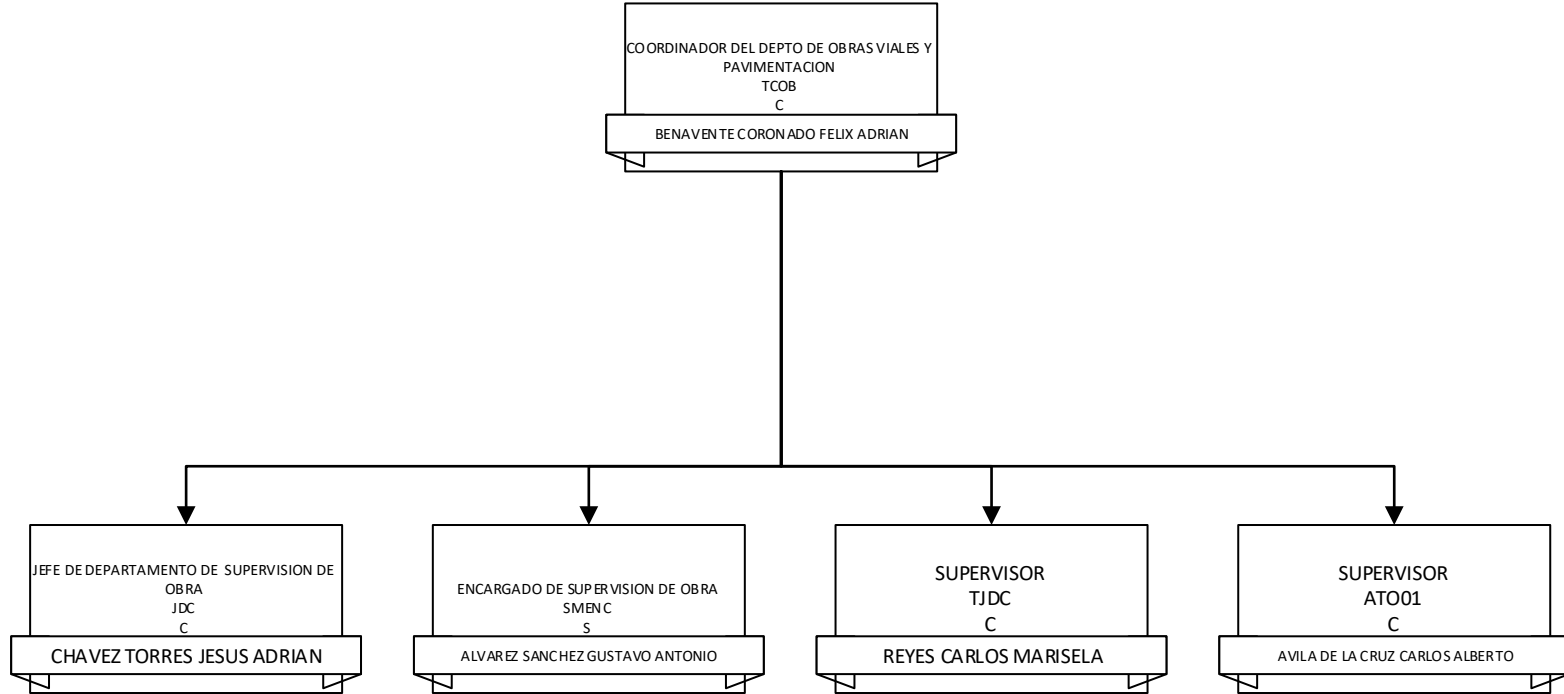 COORDINADOR DEL DEPTO DE OBRAS VIALES Y
PAVIMENTACION
TCOB
C
BENAVENTE CORONADO FELIX ADRIAN
JEFE DE DEPARTAMENTO DE SUPERVISION DE
OBRA
JDC
C
CHAVEZ TORRES JESUS ADRIAN
ENCARGADO DE SUPERVISION DE OBRA
SMENC
S
ALVAREZ SANCHEZ GUSTAVO ANTONIO
SUPERVISOR
TJDC
C
REYES CARLOS MARISELA
SUPERVISOR
ATO01
C
AVILA DE LA CRUZ CARLOS ALBERTO